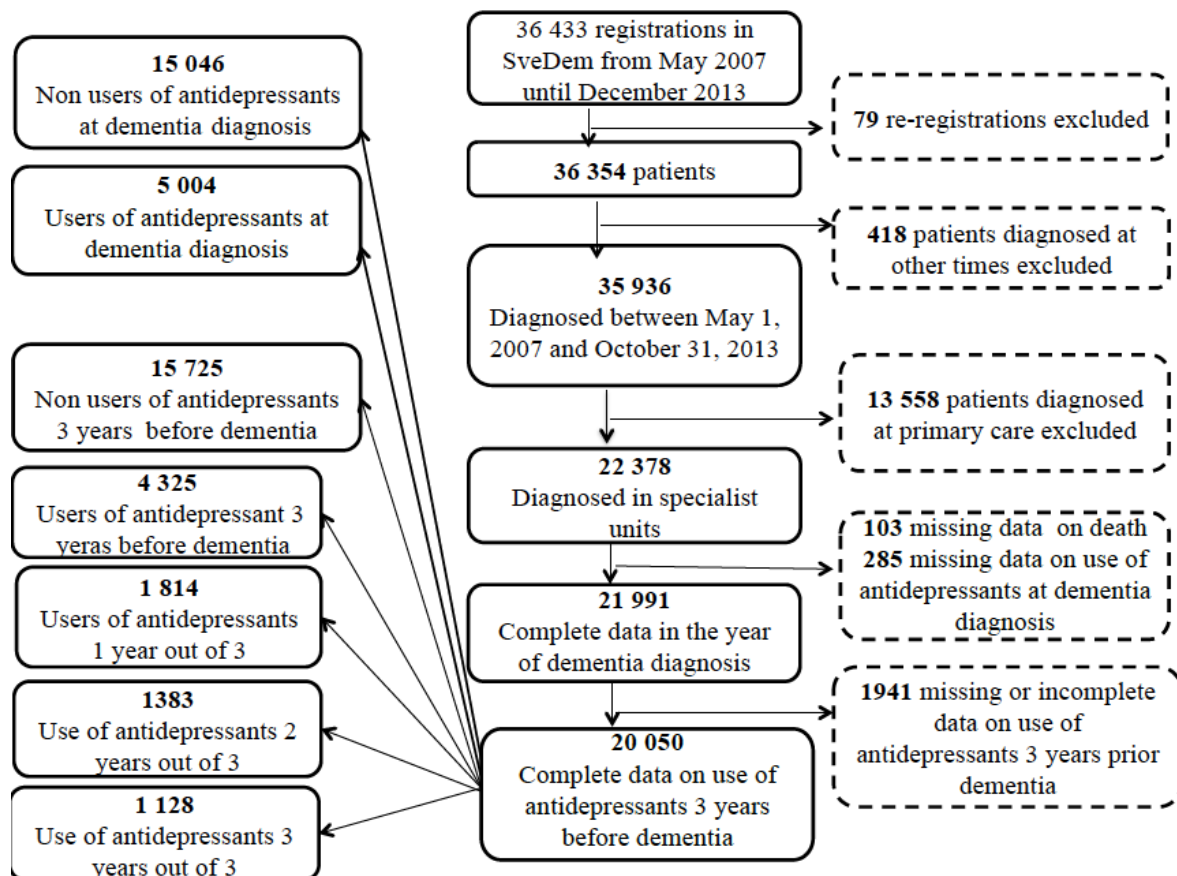 36 433 registrations in
SveDem from May 2007
until December 2013
79 re-registrations excluded
36 354 patients
418 patients diagnosed at
other times excluded
35 936
Diagnosed between May 1,
2007 and October 31, 2013
13 558 patients diagnosed
at primary care excluded
22 378
Diagnosed in specialist
units
103 missing data on death
285 missing data on use of
antidepressants at dementia
diagnosis
21 991
Complete data in the year
of dementia diagnosis
1941 missing or incomplete
data on use of
antidepressants 3 years prior
dementia
20 050
Complete data on use of
antidepressants 3 years
before dementia
15 046
Non users of antidepressants
at dementia diagnosis
5 004
Users of antidepressants at
dementia diagnosis
15 725
Non users of antidepressants
3 years before dementia
4 325
Users of antidepressant 3
yeras before dementia
1 814
Users of antidepressants
1 year out of 3
1383
Use of antidepressants 2
years out of 3
1 128
Use of antidepressants 3
years out of 3